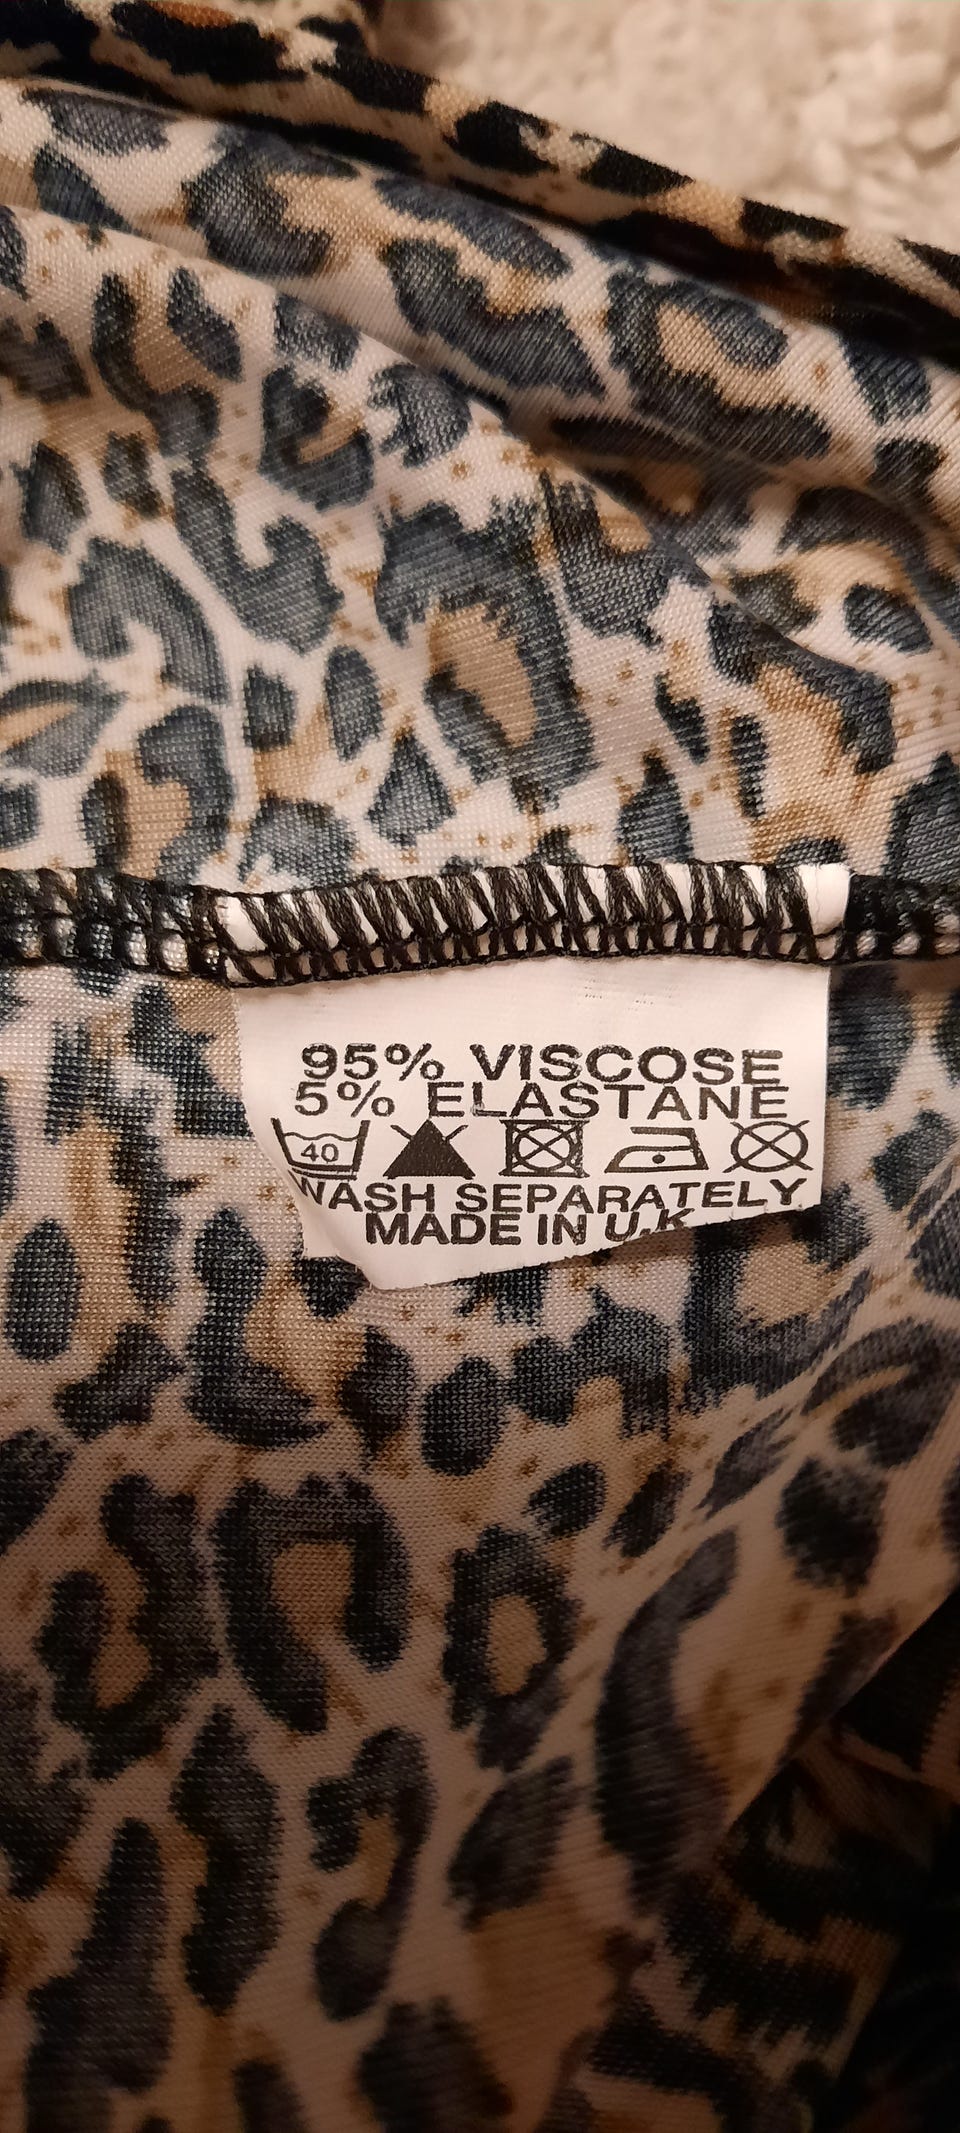 95% VISCOSE
5% ELASTANE
40
WASH SEPARATELY
MADE IN U.K